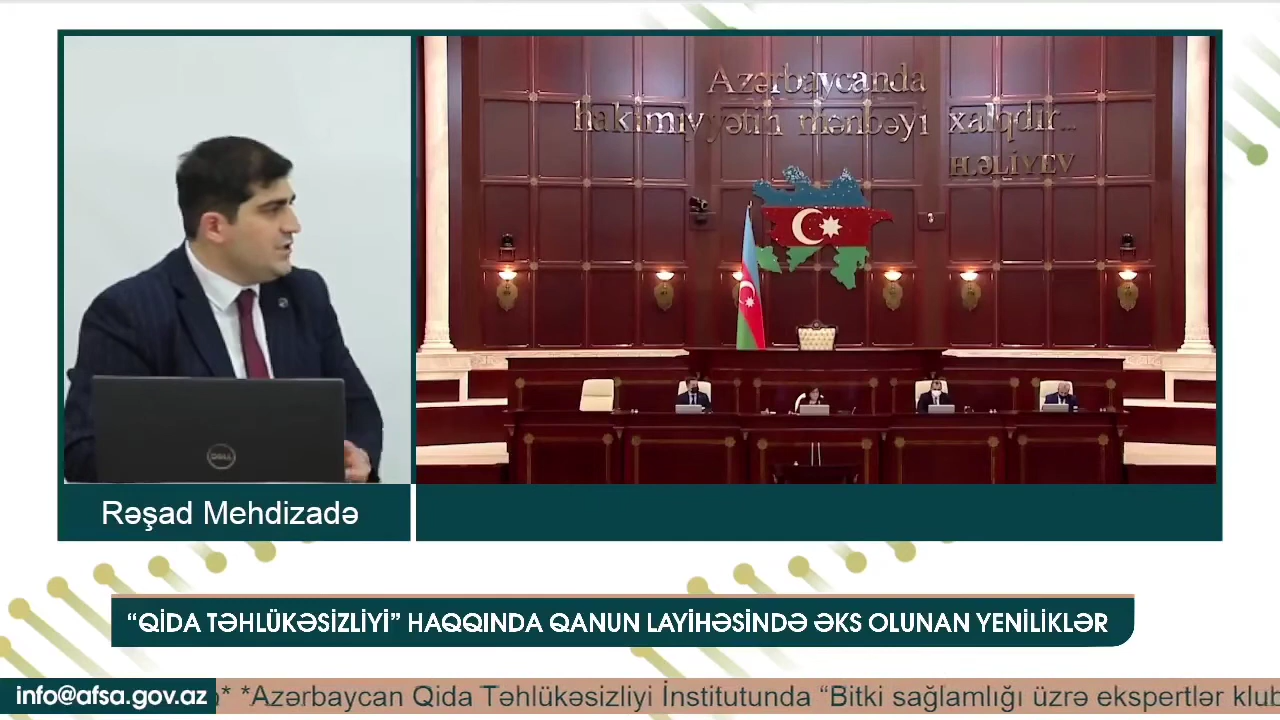 Azərbaycanda
hakimiyyətin mənbəyi xalqdır...
H.ƏLİYEV
DELL
Rəşad Mehdizadə
“QİDA TƏHLÜKƏSİZLİYİ” HAQQINDA QANUN LAYİHƏSİNDƏ ƏKS OLUNAN YENİLİKLƏR
info@afsa.gov.az
* *Azərbaycan Qida Təhlükəsizliyi İnstitutunda “Bitki sağlamlığı üzrə ekspertlər klub